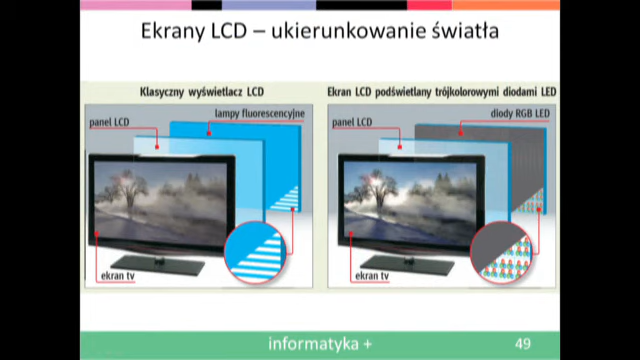 Ekrany LCD – ukierunkowanie światła
Klasyczny wyświetlacz LCD
panel LCD
lampy fluorescencyjne
ekran tv
Ekran LCD podświetlany trójkolorowymi diodami LED
panel LCD
diody RGB LED
ekran tv
informatyka +
49